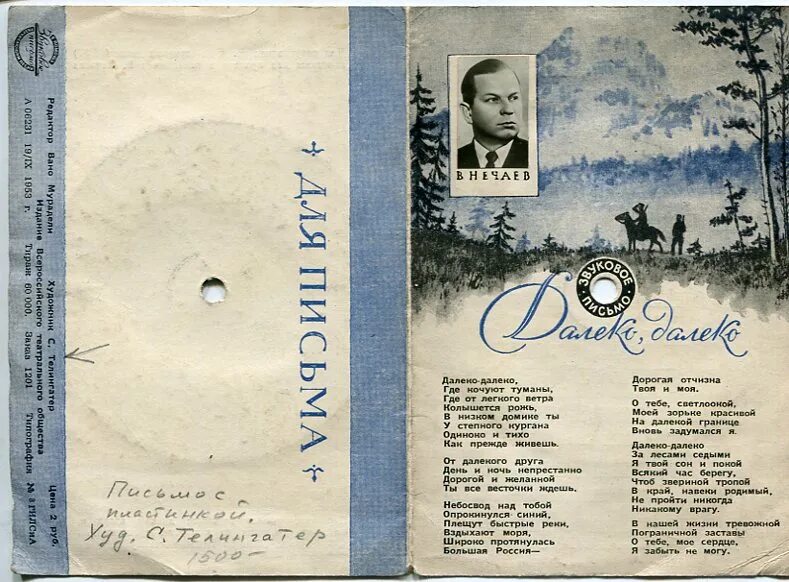 Звуковое
письмо
Редактор Вано Мурадели Художник С. Телингатер
Издание Всероссийского театрального общества Цена 2 руб.
А 06231 19/IX 1953 г. Тираж 60 000. Заказ 1201 Типография № 3 ГИЛСиА
ДЛЯ ПИСЬМА
Письмо с
пластинкой.
Худ. С. Телингатер
1500-
В НЕЧАЕВ
ЗВУКОВОЕ
ПИСЬМО
Далеко, далеко
Далеко-далеко,
Где кочуют туманы,
Где от легкого ветра
Колышется рожь,
В низком домике ты
У степного кургана
Одиноко и тихо
Как прежде живешь.
От далекого друга
День и ночь непрестанно
Дорогой и желанной
Ты все весточки ждешь.
Небосвод над тобой
Опрокинулся синий,
Плещут быстрые реки,
Вздыхают моря,
Широко протянулась
Большая Россия—
Дорогая отчизна
Твоя и моя.
О тебе, светлоокой,
Моей зорьке красивой
На далекой границе
Вновь задумался я.
Далеко-далеко
За лесами седыми
Я твой сон и покой
Всякий час берегу,
Чтоб звериной тропой
В край, навеки родимый,
Не пройти никогда
Никакому врагу.
В нашей жизни тревожной
Пограничной заставы
О тебе, мое сердце,
Я забыть не могу.